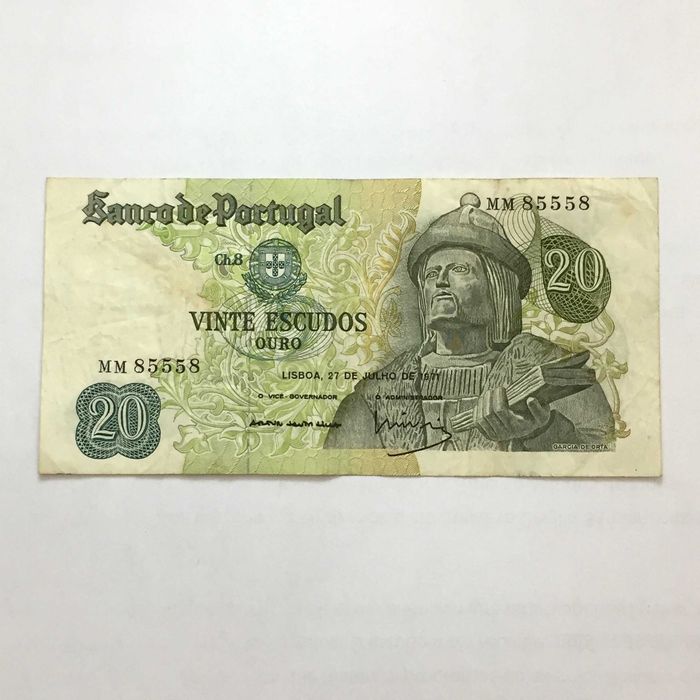 Banco de Portugal
MM 85558
Ch.8
20
VINTE ESCUDOS
OURO
MM 85558
LISBOA, 27 DE JULHO DE 1971
O VICE-GOVERNADOR
O ADMINISTRADOR
20
GARCIA DE ORTA